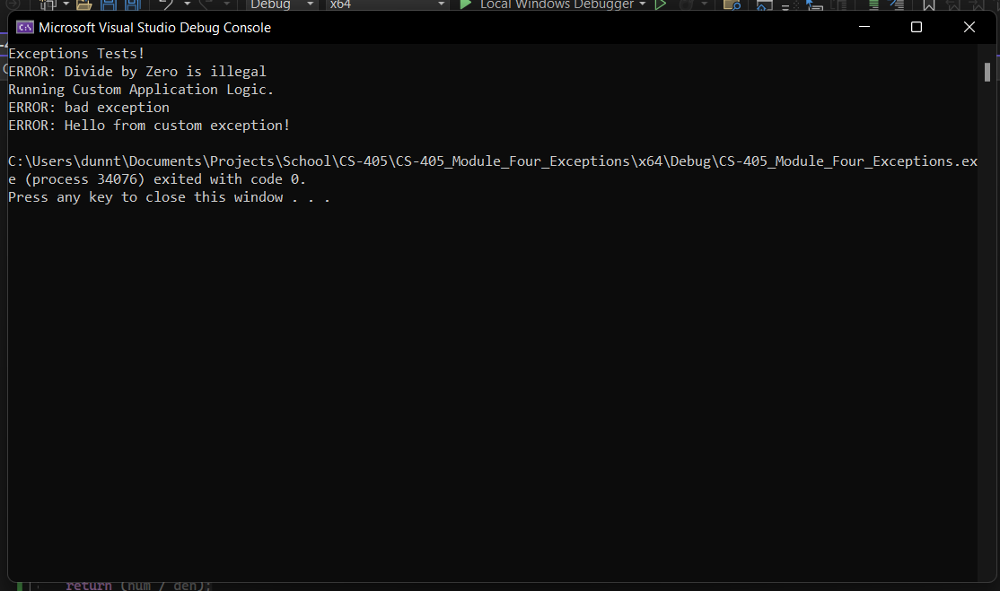 Debug x64 Local Windows Debugger
Microsoft Visual Studio Debug Console
Exceptions Tests!
ERROR: Divide by Zero is illegal
Running Custom Application Logic.
ERROR: bad exception
ERROR: Hello from custom exception!
C:\Users\dunnt\Documents\Projects\School\CS-405\CS-405_Module_Four_Exceptions\x64\Debug\CS-405_Module_Four_Exceptions.ex
e (process 34076) exited with code 0.
Press any key to close this window . . .
return (num / den);